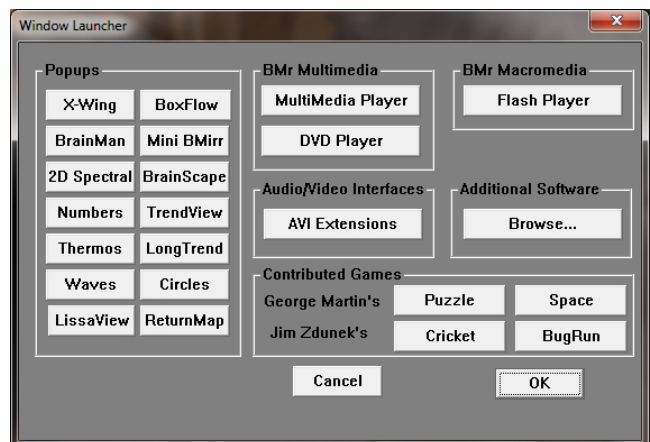 Window Launcher
Popups
X-Wing BoxFlow
BrainMan Mini BMirr
2D Spectral BrainScape
Numbers TrendView
Thermos LongTrend
Waves Circles
LissaView ReturnMap
BMr Multimedia
MultiMedia Player
DVD Player
BMr Macromedia
Flash Player
Audio/Video Interfaces
AVI Extensions
Additional Software
Browse...
Contributed Games
George Martin's Puzzle Space
Jim Zdunek's Cricket BugRun
Cancel OK